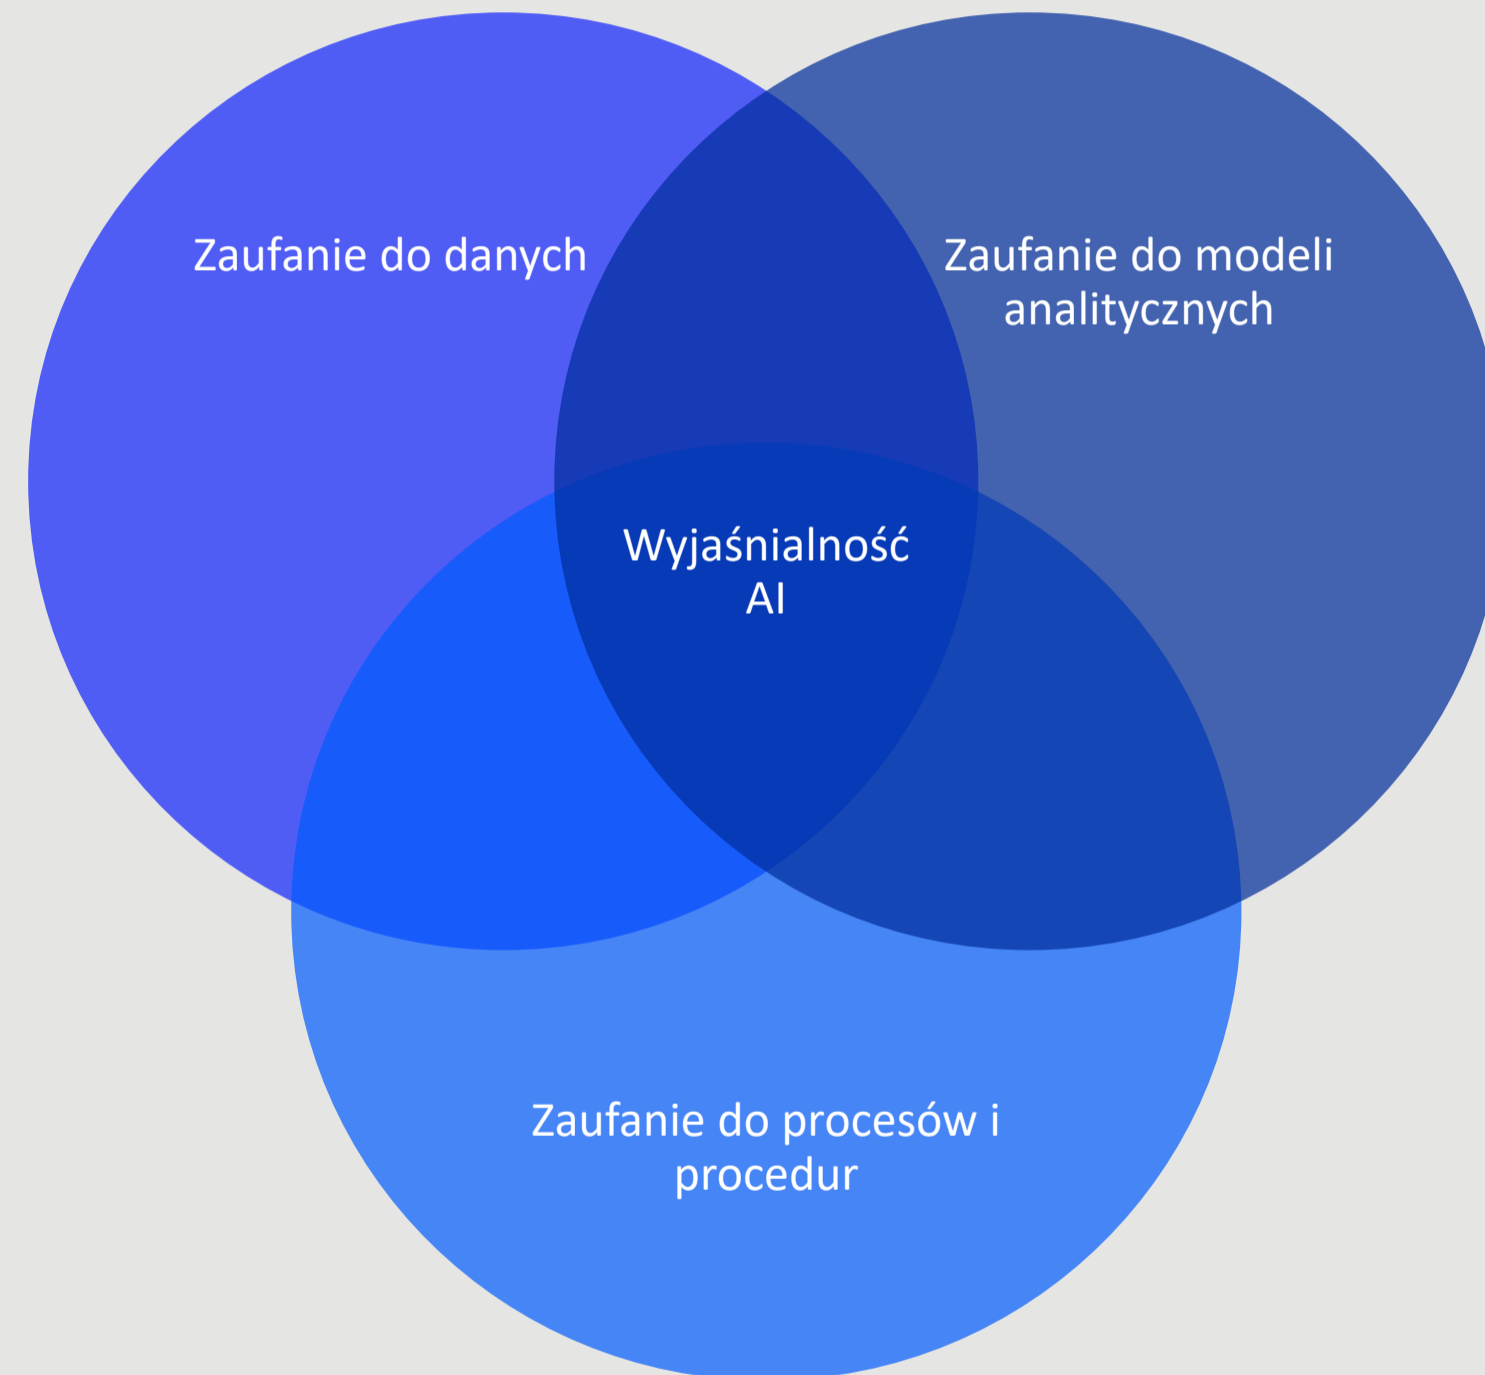 Zaufanie do danych
Zaufanie do modeli
analitycznych
Wyjaśnialność
AI
Zaufanie do procesów i
procedur